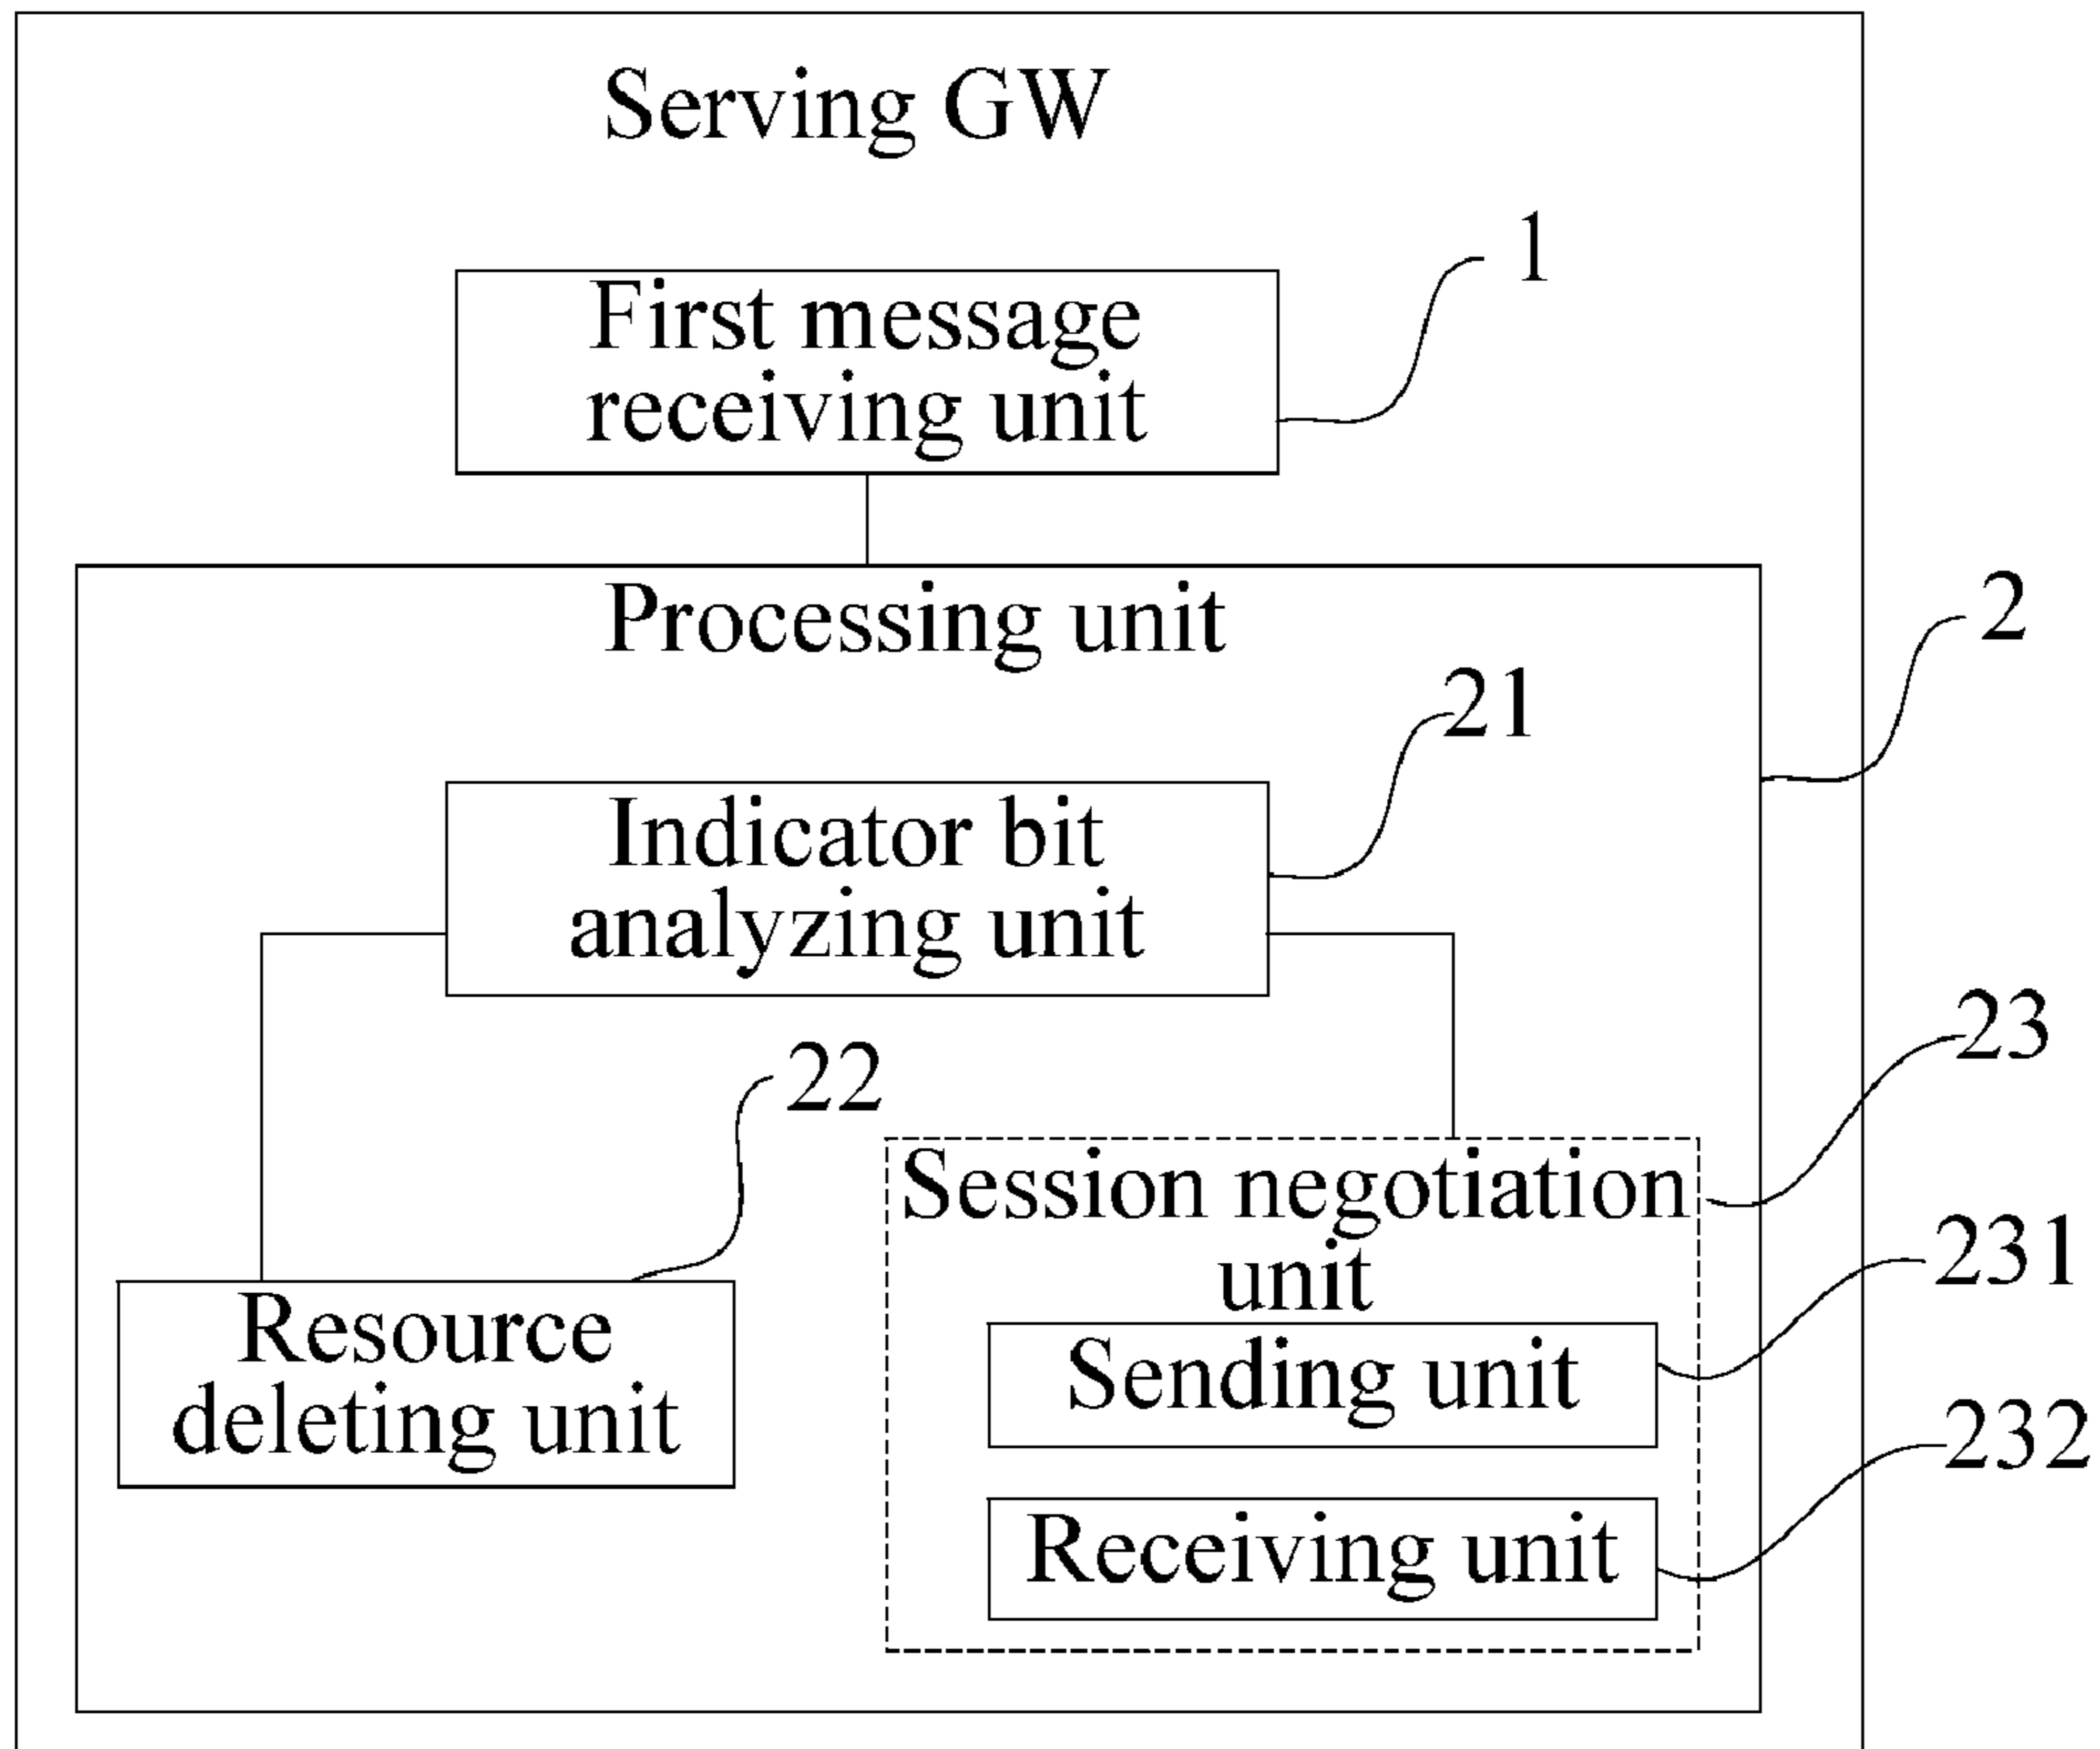 Serving GW
1
First message
receiving unit
2
Processing unit
21
Indicator bit
analyzing unit
23
22
Session negotiation
unit
231
Resource
deleting unit
Sending unit
232
Receiving unit